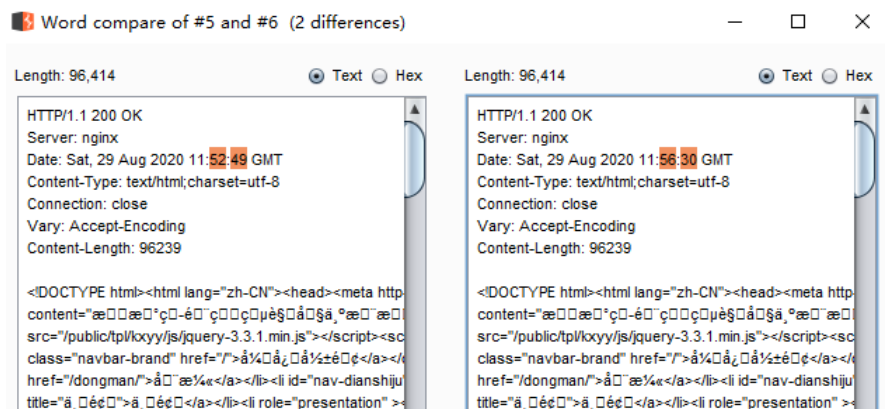 Word compare of #5 and #6 (2 differences)
Length: 96,414
Text
Hex
HTTP/1.1 200 OK
Server: nginx
Date: Sat, 29 Aug 2020 11:52:49 GMT
Content-Type: text/html;charset=utf-8
Connection: close
Vary: Accept-Encoding
Content-Length: 96239
<!DOCTYPE html><html lang="zh-CN"><head><meta http-
content="
src="/public/tpl/kxyy/js/jquery-3.3.1.min.js"></script><sc
class="navbar-brand" href="/">
href="/dongman/">
title="
Length: 96,414
Text
Hex
HTTP/1.1 200 OK
Server: nginx
Date: Sat, 29 Aug 2020 11:56:30 GMT
Content-Type: text/html;charset=utf-8
Connection: close
Vary: Accept-Encoding
Content-Length: 96239
<!DOCTYPE html><html lang="zh-CN"><head><meta http-
content="
src="/public/tpl/kxyy/js/jquery-3.3.1.min.js"></script><sc
class="navbar-brand" href="/">
href="/dongman/">
title="